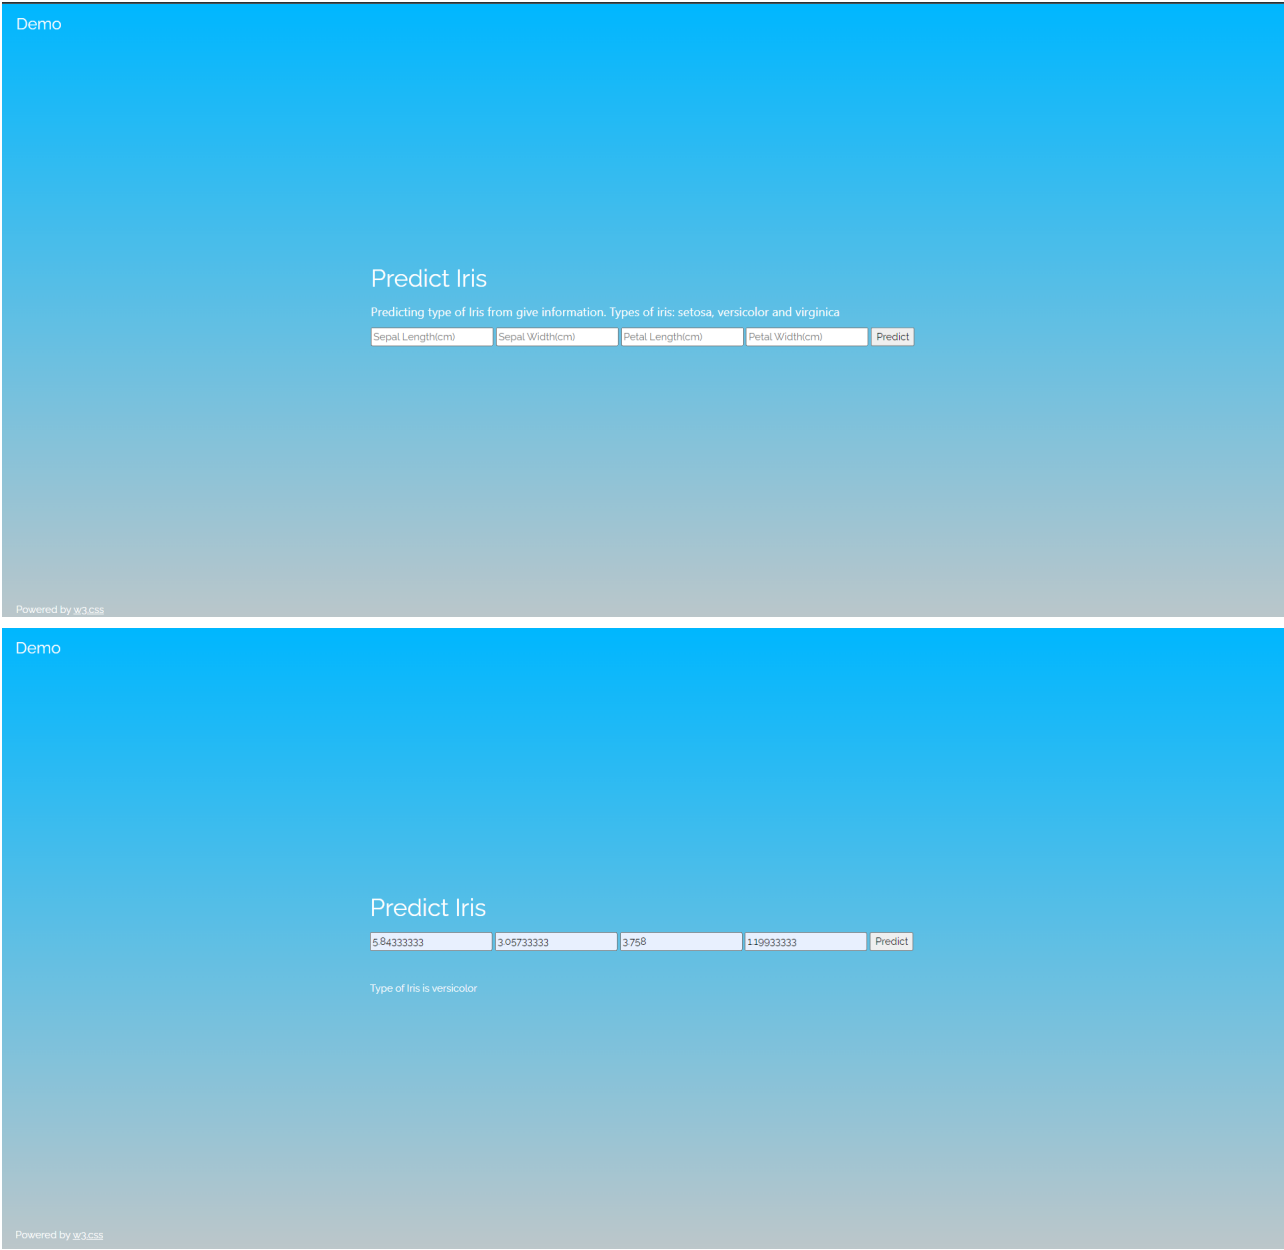 Demo
Predict Iris
Predicting type of Iris from give information. Types of iris: setosa, versicolor and virginica
Sepal Length(cm) Sepal Width(cm) Petal Length(cm) Petal Width(cm) Predict
Powered by w3.css
Demo
Predict Iris
5.84333333 3.05733333 3.758 1.19933333 Predict
Type of Iris is versicolor
Powered by w3.css